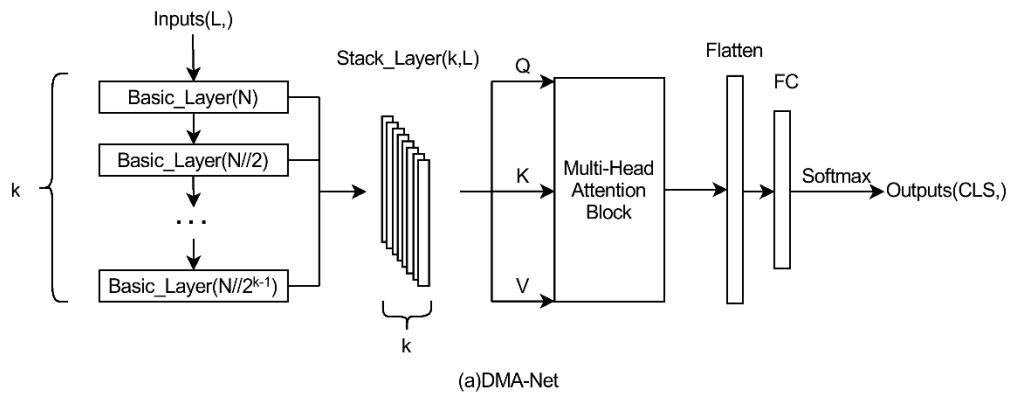 Inputs(L,)
k
Basic_Layer(N)
Basic_Layer(N//2)
. . .
Basic_Layer(N//2^k-1)
Stack_Layer(k,L)
k
Q
K
V
Multi-Head
Attention
Block
Flatten
FC
Softmax
Outputs(CLS,)
(a)DMA-Net